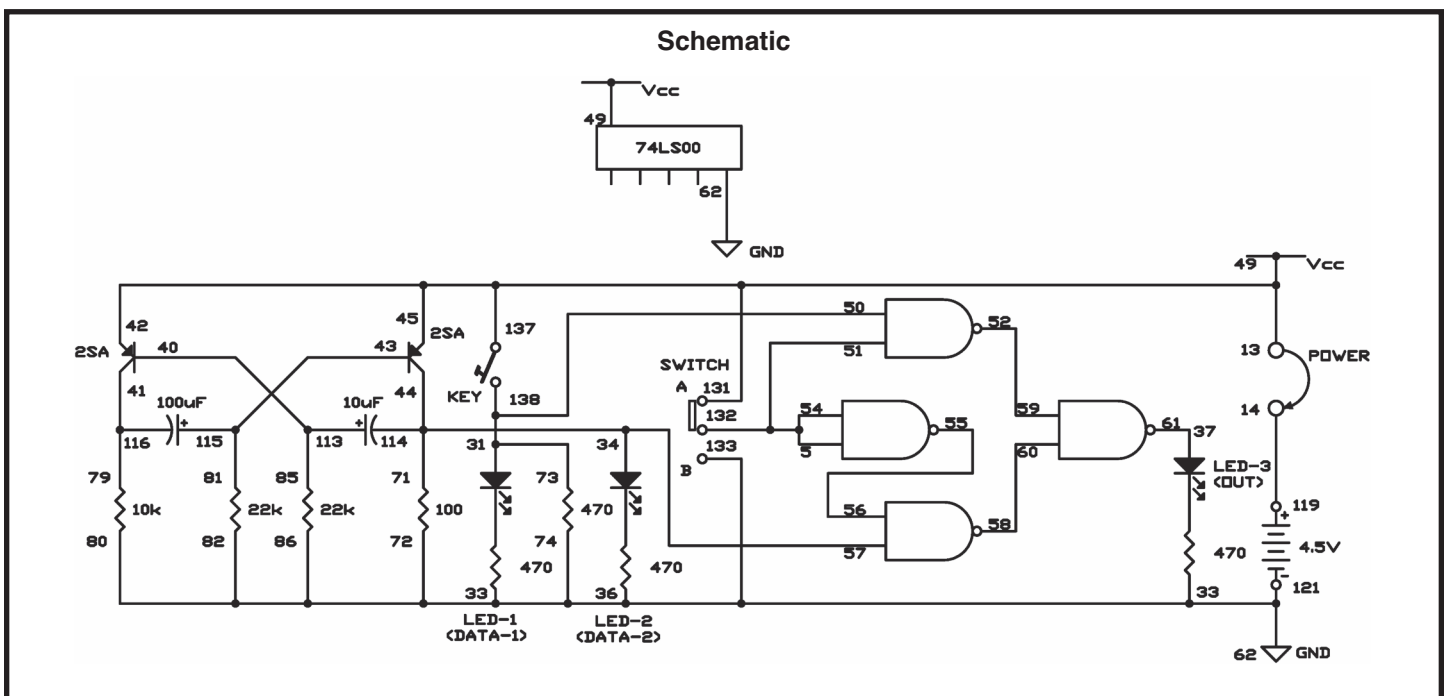 Schematic
Vcc
49
74LS00
62
GND
49 Vcc
42 45 137 50 52
2SA 40 43 2SA 51
41 44 KEY 138
SWITCH
A 131
132
133
B
13 POWER
14
100uF + 10uF +
116 115 113 114
31 34
54 55 59 61 37
5 60
LED-3
(OUT)
79 81 85 71 73
10k 22k 22k 100 470
80 82 86 72 74
56 58
57
470 470 470
119
+
4.5V
-
121
33 36 33
LED-1 LED-2
(DATA-1) (DATA-2)
62 GND